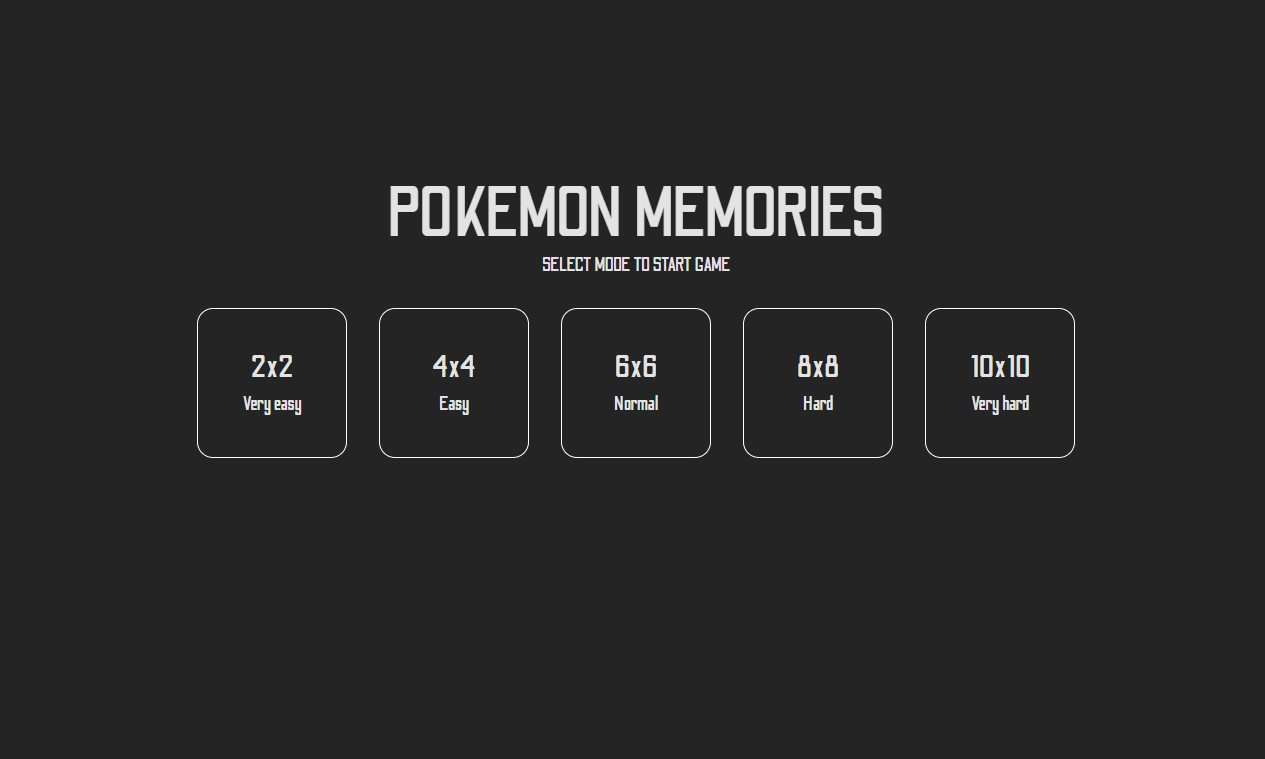 POKEMON MEMORIES
SELECT MODE TO START GAME
2x2
Very easy
4x4
Easy
6x6
Normal
8x8
Hard
10x10
Very hard